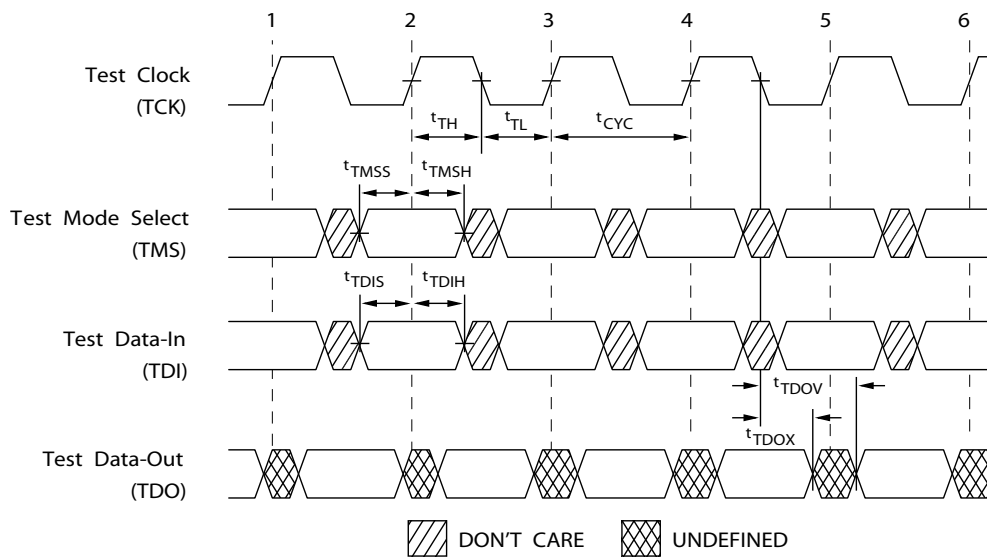 1 2 3 4 5 6
Test Clock
(TCK)
tTH tTL tCYC
tTMSS tTMSH
Test Mode Select
(TMS)
tTDIS tTDIH
Test Data-In
(TDI)
tTDOV
tTDOX
Test Data-Out
(TDO)
DON'T CARE UNDEFINED